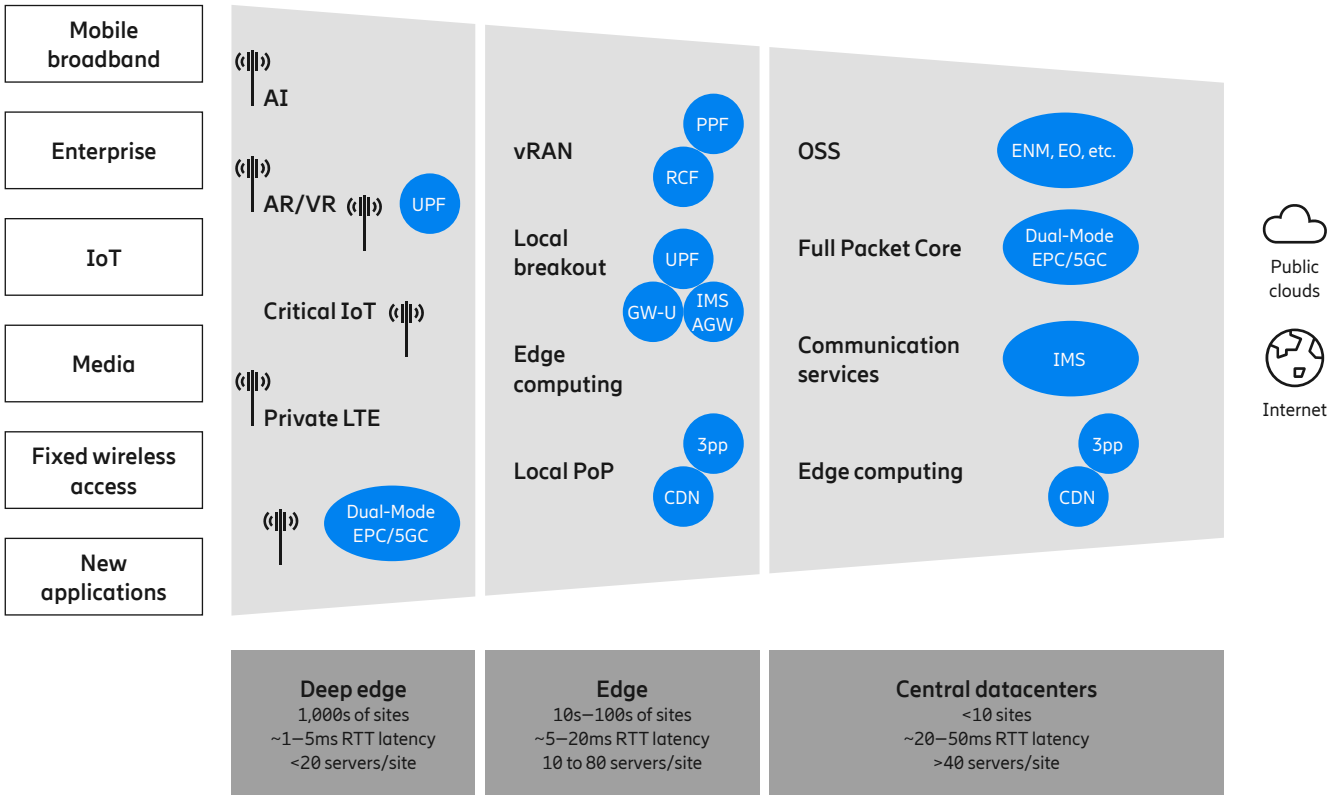 Mobile
broadband
Enterprise
IoT
Media
Fixed wireless
access
New
applications
AI
AR/VR
UPF
Critical IoT
Private LTE
Dual-Mode
EPC/5GC
vRAN
PPF
RCF
Local
breakout
UPF
GW-U
IMS
AGW
Edge
computing
Local PoP
3pp
CDN
OSS
ENM, EO, etc.
Full Packet Core
Dual-Mode
EPC/5GC
Communication
services
IMS
Edge computing
3pp
CDN
Public
clouds
Internet
Deep edge
1,000s of sites
~1–5ms RTT latency
<20 servers/site
Edge
10s–100s of sites
~5–20ms RTT latency
10 to 80 servers/site
Central datacenters
<10 sites
~20–50ms RTT latency
>40 servers/site